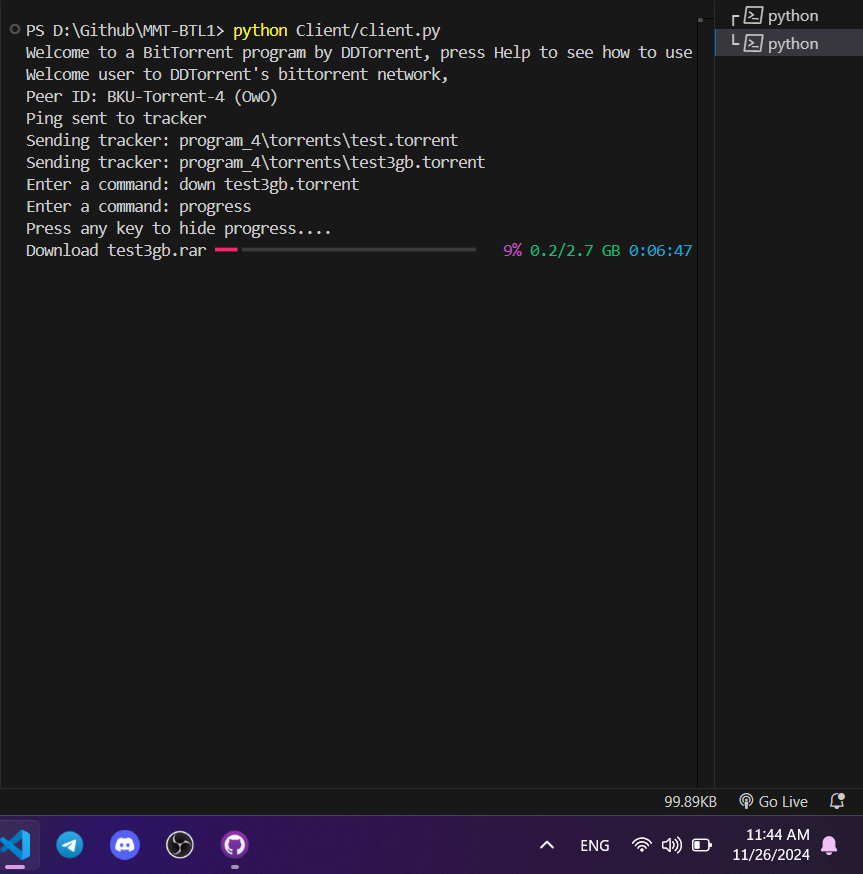 PS D:\Github\MMT-BTL1> python Client/client.py
Welcome to a BitTorrent program by DDTorrent, press Help to see how to use
Welcome user to DDTorrent's bittorrent network,
Peer ID: BKU-Torrent-4 (OwO)
Ping sent to tracker
Sending tracker: program_4\torrents\test.torrent
Sending tracker: program_4\torrents\test3gb.torrent
Enter a command: down test3gb.torrent
Enter a command: progress
Press any key to hide progress....
Download test3gb.rar 9% 0.2/2.7 GB 0:06:47
python
python
99.89KB Go Live
ENG
11:44 AM
11/26/2024